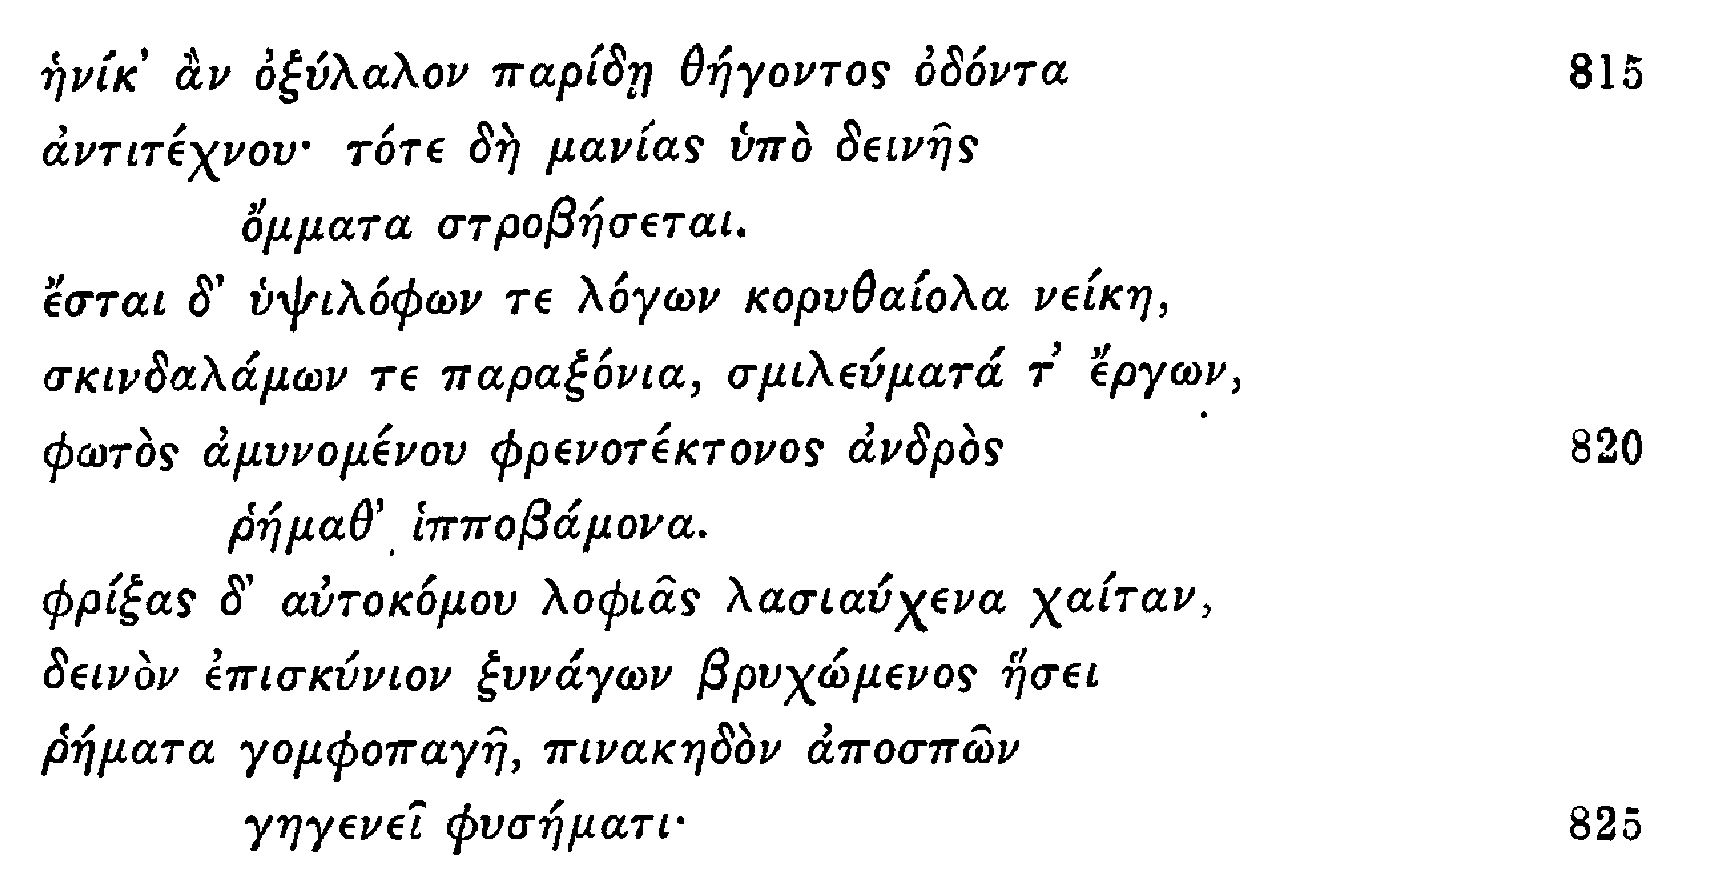 ἡνίκ’ ἂν ὀξύλαλον παρίδῃ θήγοντος ὀδόντα 815
ἀντιτέχνου· τότε δὴ μανίας ὑπὸ δεινῆς
ὄμματα στροβήσεται.
ἔσται δ’ ὑψιλόφων τε λόγων κορυθαίολα νείκη,
σκινδαλάμων τε παραξόνια, σμιλεύματά τ’ ἔργων,
φωτὸς ἀμυνομένου φρενοτέκτονος ἀνδρὸς 820
ῥήμαθ’ ἱπποβάμονα.
φρίξας δ’ αὐτοκόμου λοφιᾶς λασιαύχενα χαίταν,
δεινὸν ἐπισκύνιον ξυνάγων βρυχώμενος ἥσει
ῥήματα γομφοπαγῆ, πινακηδὸν ἀποσπῶν
γηγενεῖ φυσήματι· 825